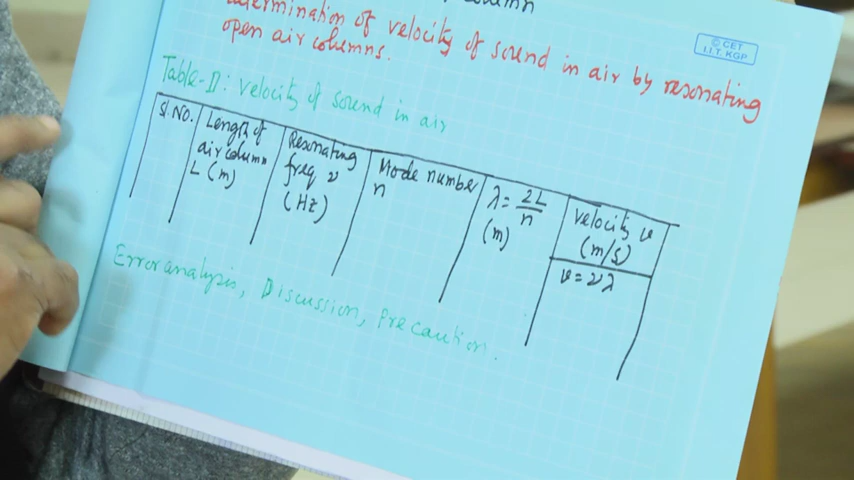 column
determination of velocity of sound in air by resonating
open air columns.
© CET
I.I.T. KGP
Table-II: Velocity of sound in air
Sl. No.
Length of
air column
L (m)
Resonating
freq ν
(Hz)
Mode number
n
λ = 2L/n
(m)
velocity v
(m/s)
v = νλ
Error analysis, Discussion, Precaution.